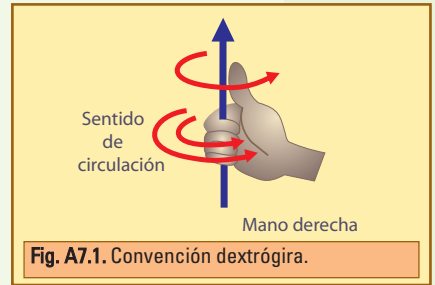 Sentido
de
circulación
Mano derecha
Fig. A7.1. Convención dextrógira.